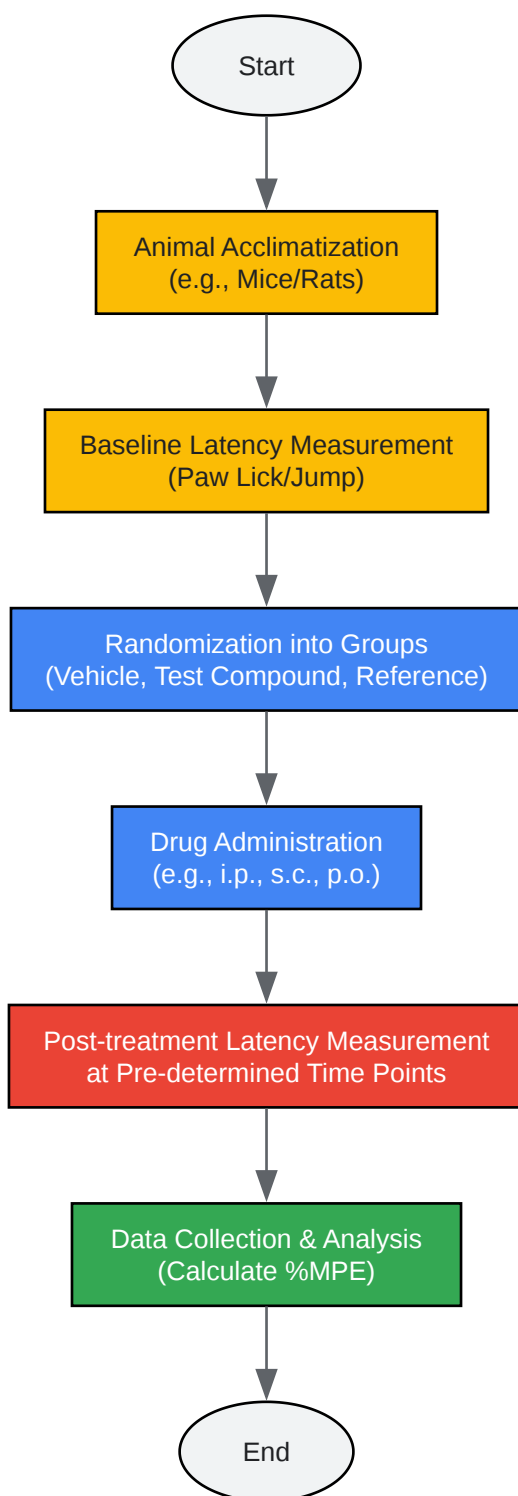 Start
Animal Acclimatization
(e.g., Mice/Rats)
Baseline Latency Measurement
(Paw Lick/Jump)
Randomization into Groups
(Vehicle, Test Compound, Reference)
Drug Administration
(e.g., i.p., s.c., p.o.)
Post-treatment Latency Measurement
at Pre-determined Time Points
Data Collection & Analysis
(Calculate %MPE)
End